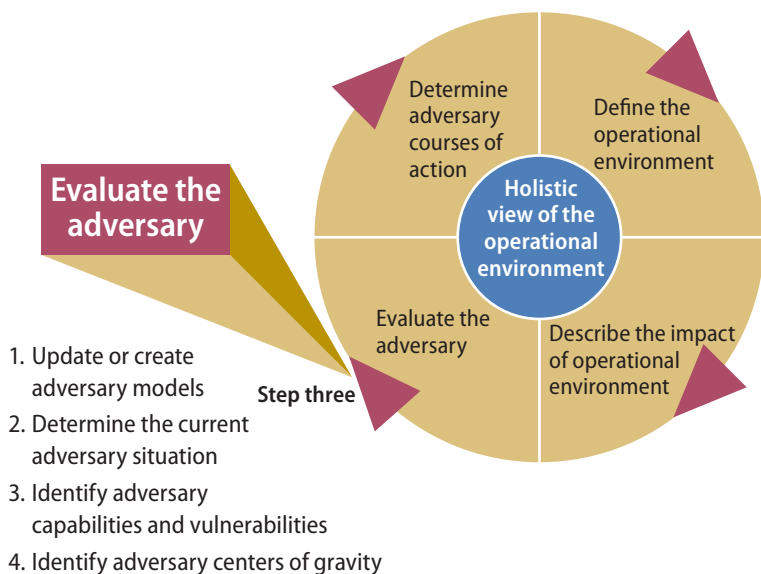 Determine
adversary
courses of
action
Define the
operational
environment
Evaluate the
adversary
Holistic
view of the
operational
environment
Evaluate the
adversary
Describe the impact
of operational
environment
Step three
1. Update or create
adversary models
2. Determine the current
adversary situation
3. Identify adversary
capabilities and vulnerabilities
4. Identify adversary centers of gravity